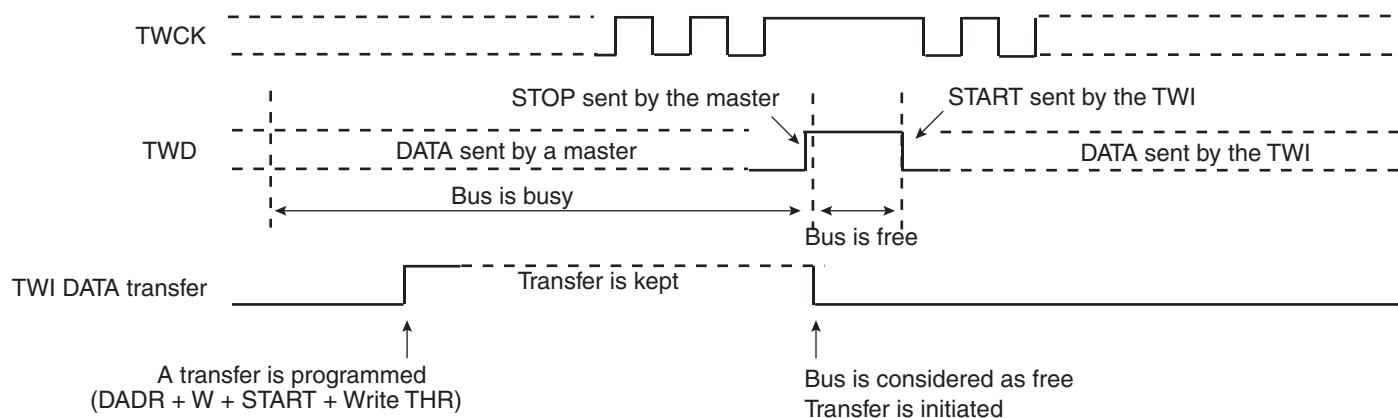 TWCK
STOP sent by the master
START sent by the TWI
TWD
DATA sent by a master
DATA sent by the TWI
Bus is busy
Bus is free
TWI DATA transfer
Transfer is kept
A transfer is programmed
(DADR + W + START + Write THR)
Bus is considered as free
Transfer is initiated